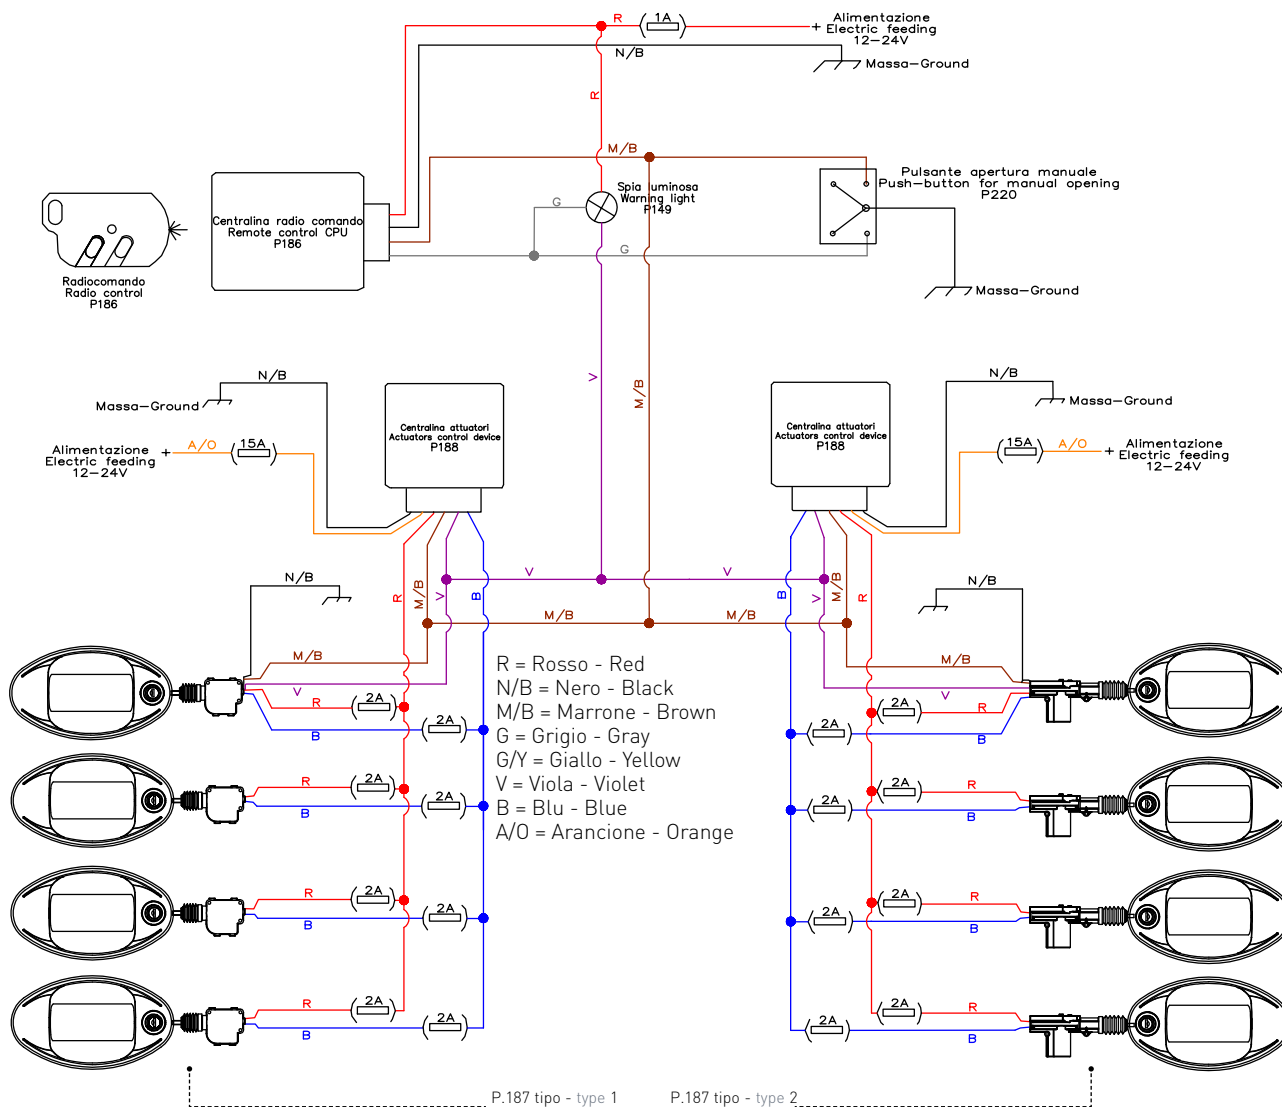 R
1A
+ Alimentazione
Electric feeding
12-24V
N/B
Massa-Ground
R
M/B
Pulsante apertura manuale
Push-button for manual opening
P220
Spia luminosa
Warning light
P149
G
Centralina radio comando
Remote control CPU
P186
G
Radiocomando
Radio control
P186
Massa-Ground
V
M/B
N/B
Massa-Ground
Centralina attuatori
Actuators control device
P188
Alimentazione
Electric feeding
12-24V
+
A/O
15A
N/B
Massa-Ground
Centralina attuatori
Actuators control device
P188
15A
A/O
+ Alimentazione
Electric feeding
12-24V
N/B
R
M/B
V
B
V
V
B
V
M/B
R
N/B
M/B
M/B
M/B
V
R
2A
B
2A
R
2A
B
2A
R
2A
B
2A
R
2A
B
2A
R = Rosso - Red
N/B = Nero - Black
M/B = Marrone - Brown
G = Grigio - Gray
G/Y = Giallo - Yellow
V = Viola - Violet
B = Blu - Blue
A/O = Arancione - Orange
M/B
V
2A
R
2A
B
2A
R
2A
B
2A
R
2A
B
2A
R
2A
B
P.187 tipo - type 1
P.187 tipo - type 2